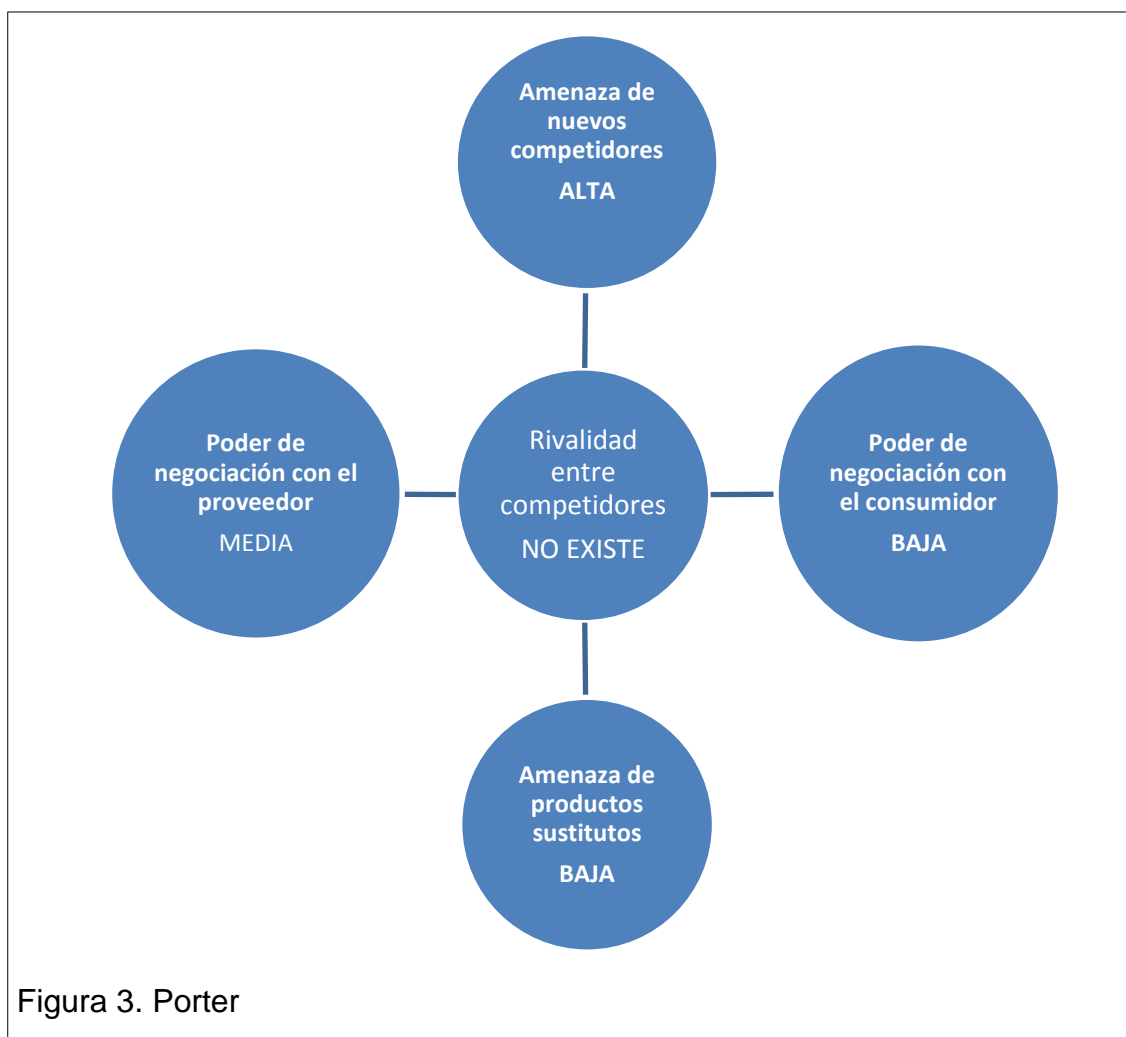 Amenaza de
nuevos
competidores
ALTA
Poder de
negociación con el
proveedor
MEDIA
Rivalidad
entre
competidores
NO EXISTE
Poder de
negociación con
el consumidor
BAJA
Amenaza de
productos
sustitutos
BAJA
Figura 3. Porter